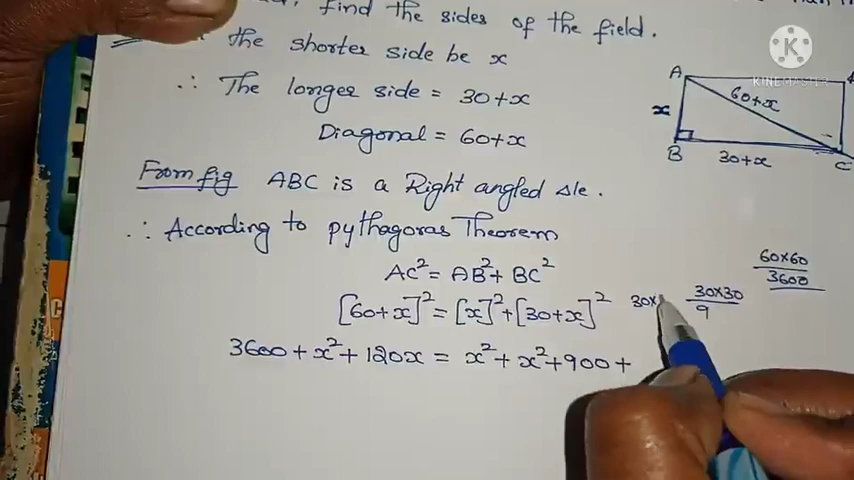 find the sides of the field.
the shorter side be x
∴ The longer side = 30+x
Diagonal = 60+x
From fig ABC is a Right angled △le.
∴ According to pythagoras Theorem
AC² = AB² + BC²
[60+x]² = [x]² + [30+x]²
3600 + x² + 120x = x² + x² + 900 +
30×
30×30
9
60×60
3600
A
60+x
x
B
30+x
C
K
KINEMASTER